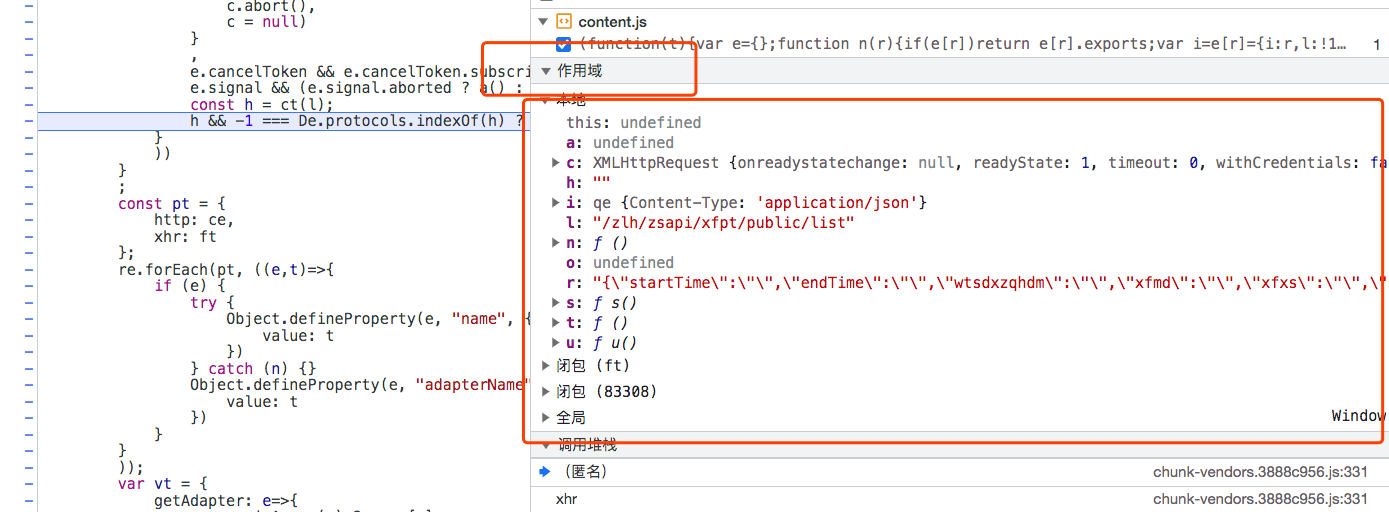 c.abort(),
c = null)
}
,
e.cancelToken && e.cancelToken.subscri
e.signal && (e.signal.aborted ? a() :
const h = ct(l);
h && -1 === De.protocols.indexOf(h) ?
}
))
}
;
const pt = {
http: ce,
xhr: ft
};
re.forEach(pt, ((e,t)=>{
if (e) {
try {
Object.defineProperty(e, "name", {
value: t
})
} catch (n) {}
Object.defineProperty(e, "adapterName"
value: t
})
}
}
));
var vt = {
getAdapter: e=>{
content.js
(function(t){var e={};function n(r){if(e[r])return e[r].exports;var i=e[r]={i:r,l:!1… 1
作用域
本地
this: undefined
a: undefined
c: XMLHttpRequest {onreadystatechange: null, readyState: 1, timeout: 0, withCredentials: fa
h: ""
i: qe {Content-Type: 'application/json'}
l: "/zlh/zsapi/xfpt/public/list"
n: ƒ ()
o: undefined
r: "{\"startTime\":\"\",\"endTime\":\"\",\"wtsdxzqhdm\":\"\",\"xfmd\":\"\",\"xfxs\":\"\",\"
s: ƒ s()
t: ƒ ()
u: ƒ u()
闭包 (ft)
闭包 (83308)
全局 Window
调用堆栈
(匿名) chunk-vendors.3888c956.js:331
xhr chunk-vendors.3888c956.js:331